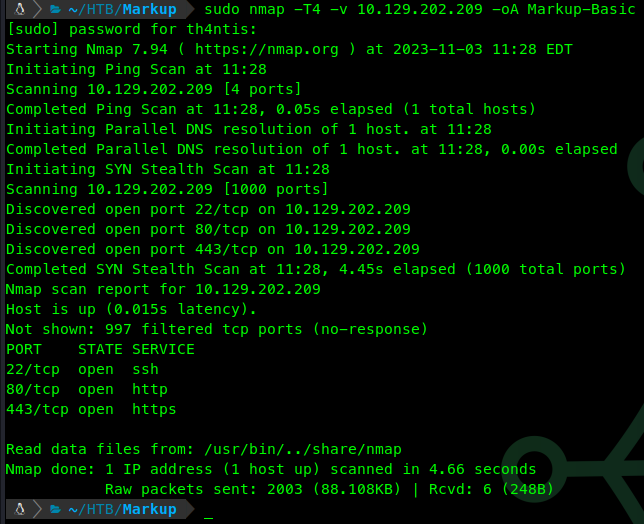 ~/HTB/Markup sudo nmap -T4 -v 10.129.202.209 -oA Markup-Basic
[sudo] password for th4ntis:
Starting Nmap 7.94 ( https://nmap.org ) at 2023-11-03 11:28 EDT
Initiating Ping Scan at 11:28
Scanning 10.129.202.209 [4 ports]
Completed Ping Scan at 11:28, 0.05s elapsed (1 total hosts)
Initiating Parallel DNS resolution of 1 host. at 11:28
Completed Parallel DNS resolution of 1 host. at 11:28, 0.00s elapsed
Initiating SYN Stealth Scan at 11:28
Scanning 10.129.202.209 [1000 ports]
Discovered open port 22/tcp on 10.129.202.209
Discovered open port 80/tcp on 10.129.202.209
Discovered open port 443/tcp on 10.129.202.209
Completed SYN Stealth Scan at 11:28, 4.45s elapsed (1000 total ports)
Nmap scan report for 10.129.202.209
Host is up (0.015s latency).
Not shown: 997 filtered tcp ports (no-response)
PORT    STATE SERVICE
22/tcp  open  ssh
80/tcp  open  http
443/tcp open  https
Read data files from: /usr/bin/../share/nmap
Nmap done: 1 IP address (1 host up) scanned in 4.66 seconds
Raw packets sent: 2003 (88.108KB) | Rcvd: 6 (248B)
~/HTB/Markup